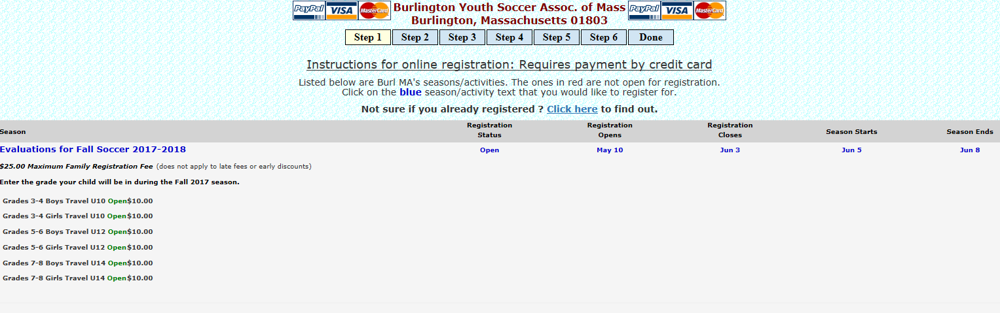 PayPal VISA MasterCard Burlington Youth Soccer Assoc. of Mass PayPal VISA MasterCard
Burlington, Massachusetts 01803
Step 1 Step 2 Step 3 Step 4 Step 5 Step 6 Done
Instructions for online registration: Requires payment by credit card
Listed below are Burl MA's seasons/activities. The ones in red are not open for registration.
Click on the blue season/activity text that you would like to register for.
Not sure if you already registered ? Click here to find out.
Season Registration Status Registration Opens Registration Closes Season Starts Season Ends
Evaluations for Fall Soccer 2017-2018 Open May 10 Jun 3 Jun 5 Jun 8
$25.00 Maximum Family Registration Fee (does not apply to late fees or early discounts)
Enter the grade your child will be in during the Fall 2017 season.
Grades 3-4 Boys Travel U10 Open$10.00
Grades 3-4 Girls Travel U10 Open$10.00
Grades 5-6 Boys Travel U12 Open$10.00
Grades 5-6 Girls Travel U12 Open$10.00
Grades 7-8 Boys Travel U14 Open$10.00
Grades 7-8 Girls Travel U14 Open$10.00